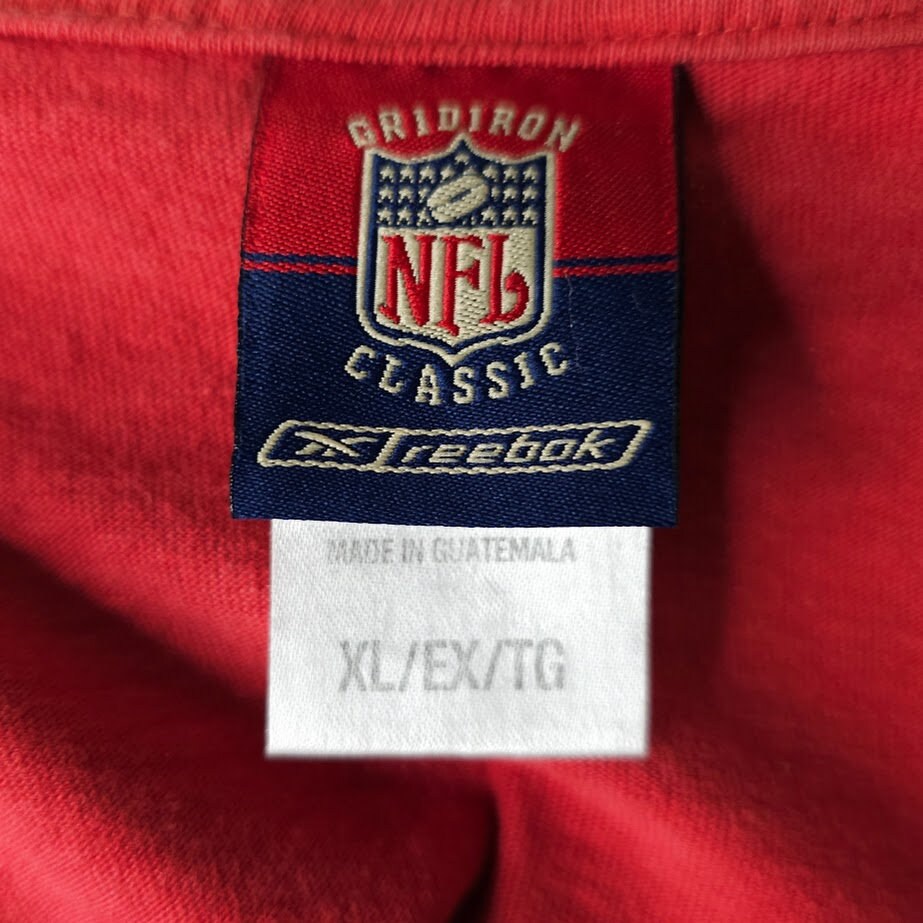 GRIDIRON
NFL
CLASSIC
reebok
MADE IN GUATEMALA
XL/EX/TG